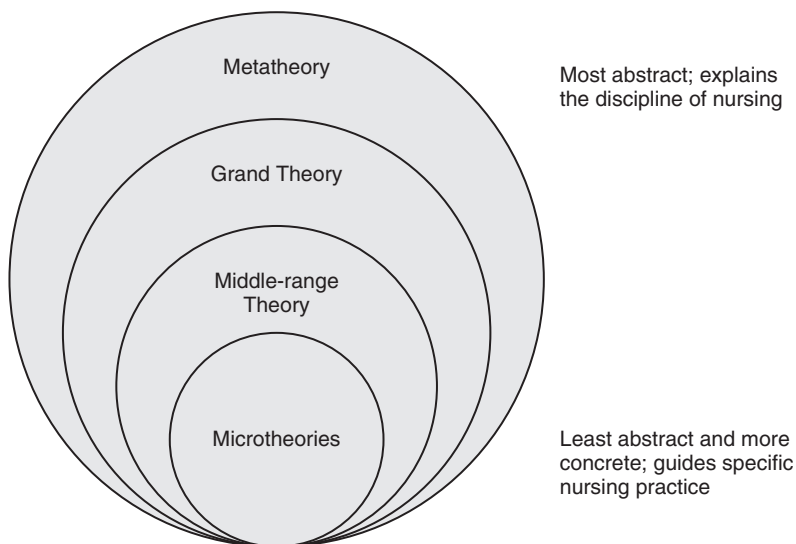 Metatheory
Most abstract; explains
the discipline of nursing
Grand Theory
Middle-range
Theory
Microtheories
Least abstract and more
concrete; guides specific
nursing practice